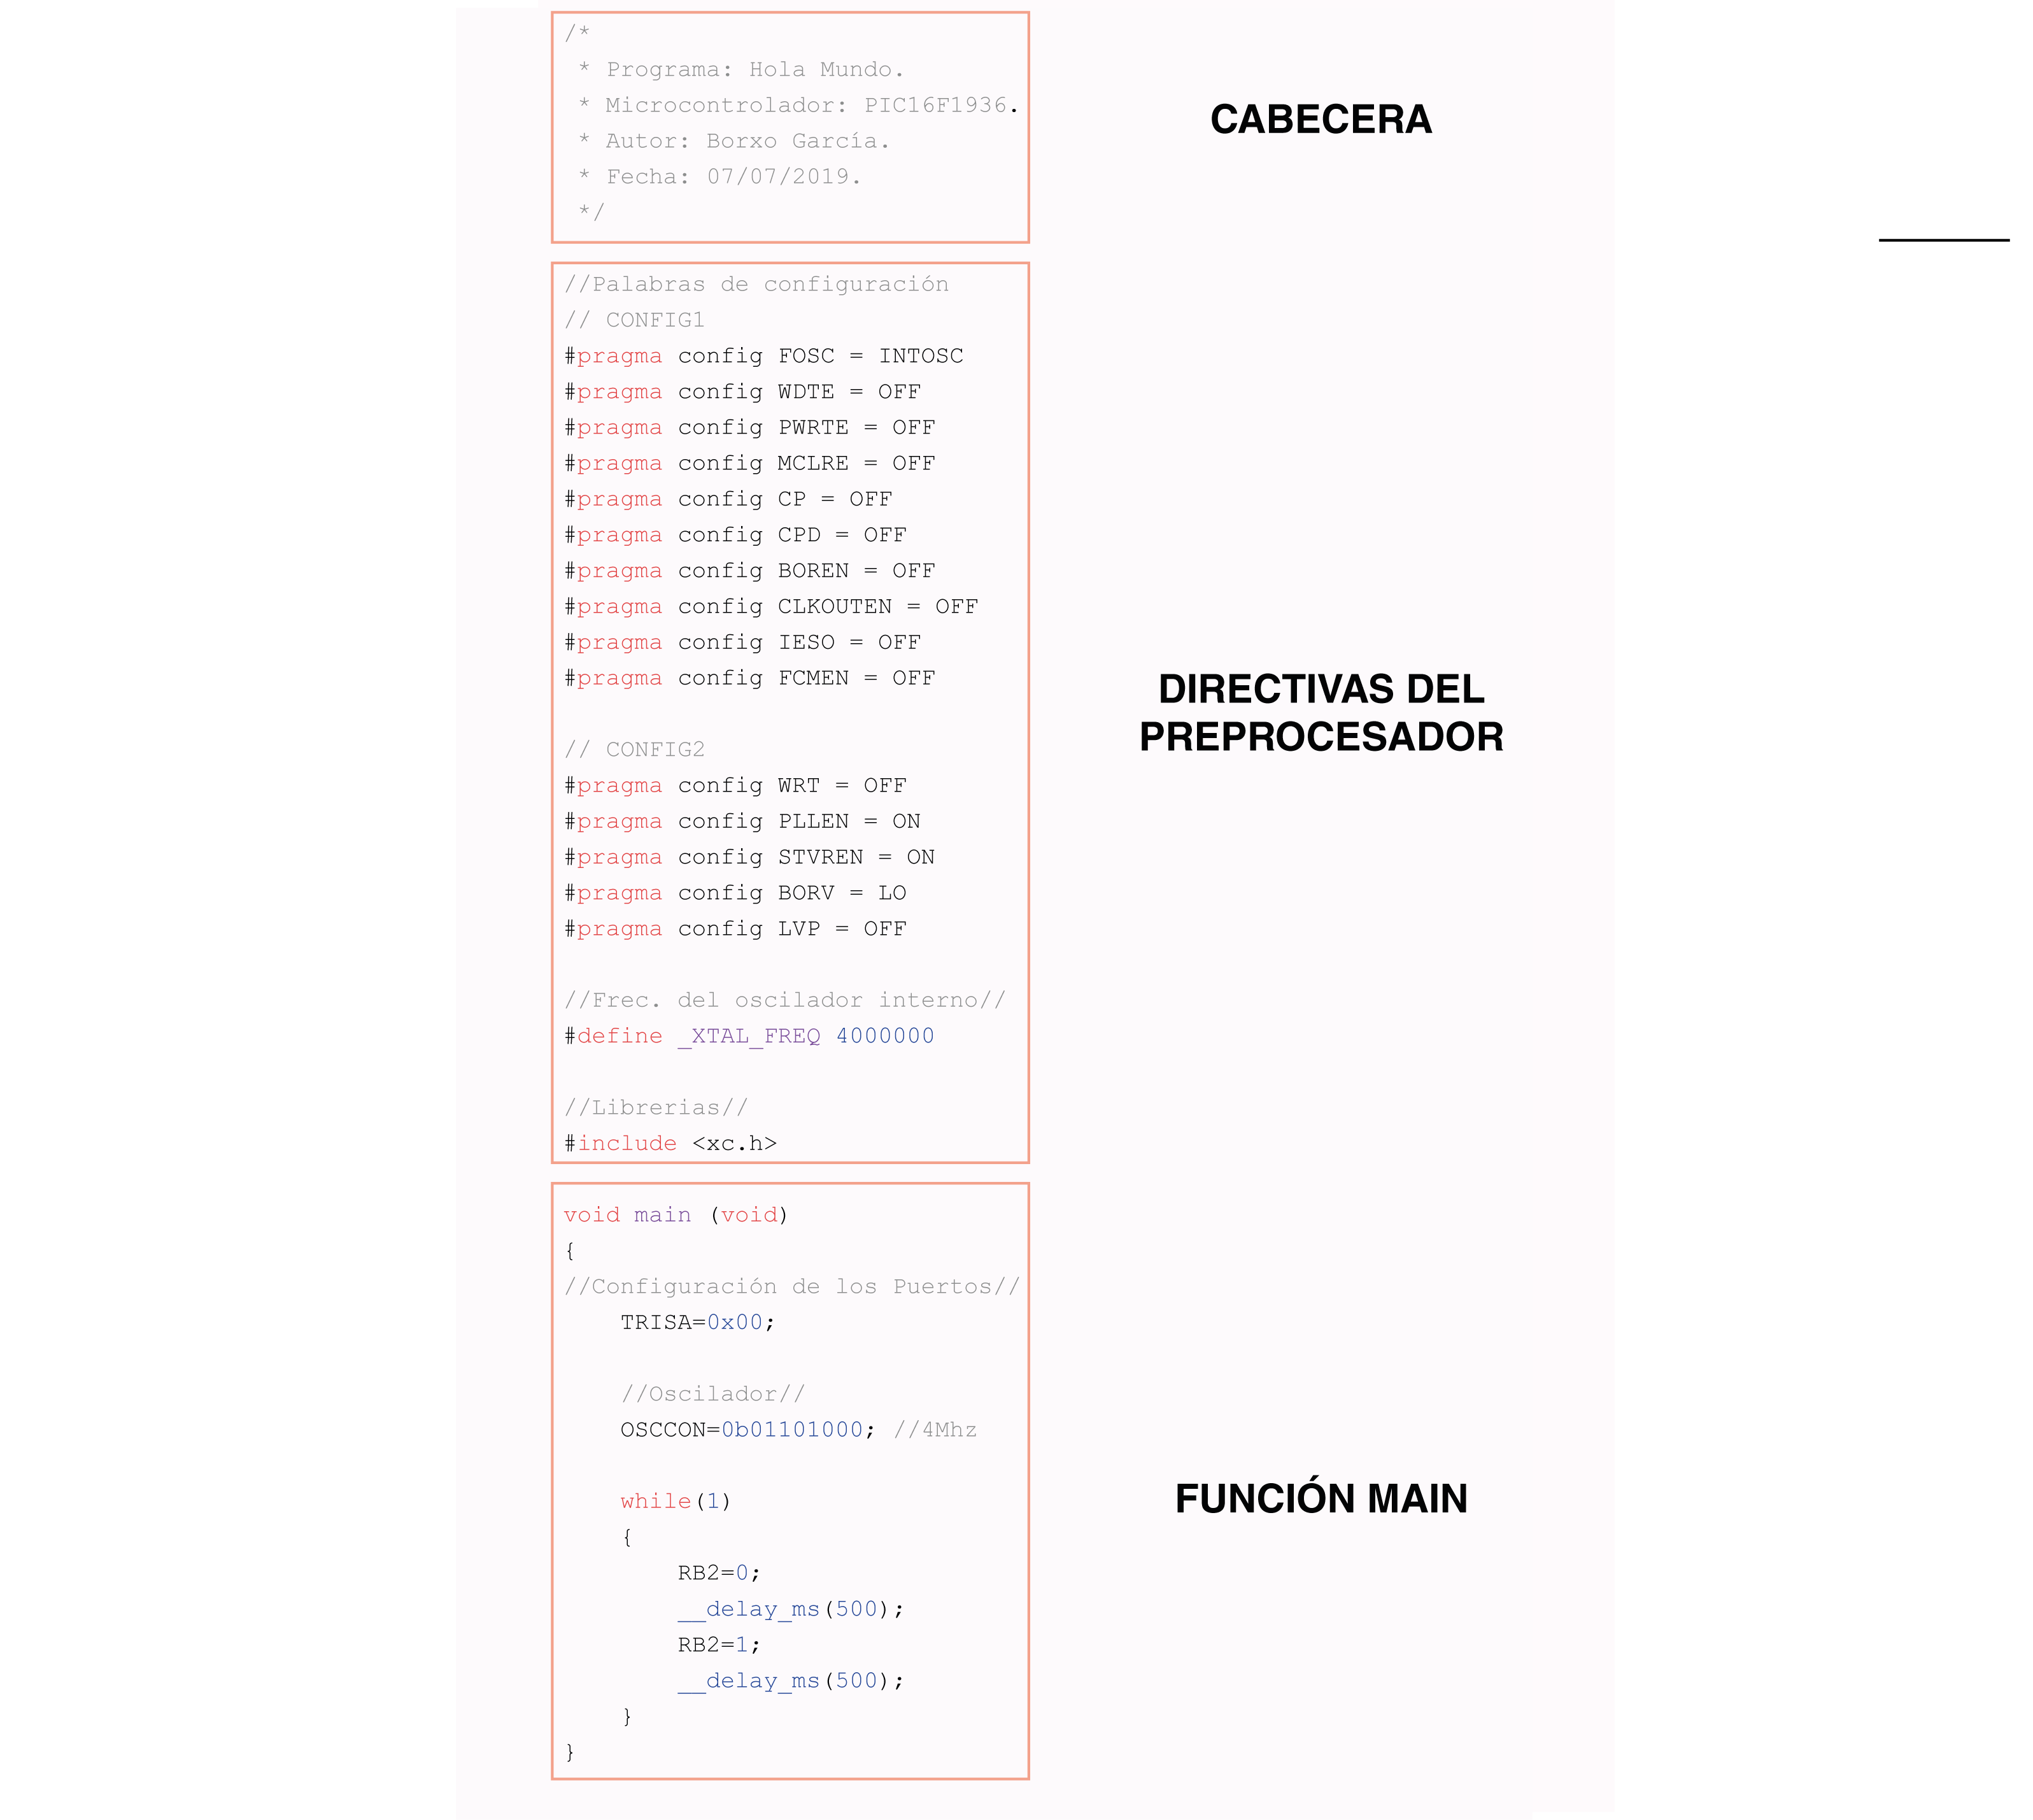 /*
 * Programa: Hola Mundo.
 * Microcontrolador: PIC16F1936.
 * Autor: Borxo García.
 * Fecha: 07/07/2019.
 */
CABECERA
//Palabras de configuración
// CONFIG1
#pragma config FOSC = INTOSC
#pragma config WDTE = OFF
#pragma config PWRTE = OFF
#pragma config MCLRE = OFF
#pragma config CP = OFF
#pragma config CPD = OFF
#pragma config BOREN = OFF
#pragma config CLKOUTEN = OFF
#pragma config IESO = OFF
#pragma config FCMEN = OFF
// CONFIG2
#pragma config WRT = OFF
#pragma config PLLEN = ON
#pragma config STVREN = ON
#pragma config BORV = LO
#pragma config LVP = OFF
//Frec. del oscilador interno//
#define _XTAL_FREQ 4000000
//Librerias//
#include <xc.h>
DIRECTIVAS DEL
PREPROCESADOR
void main (void)
{
//Configuración de los Puertos//
    TRISA=0x00;
    //Oscilador//
    OSCCON=0b01101000; //4Mhz
    while(1)
    {
        RB2=0;
        __delay_ms(500);
        RB2=1;
        __delay_ms(500);
    }
}
FUNCIÓN MAIN